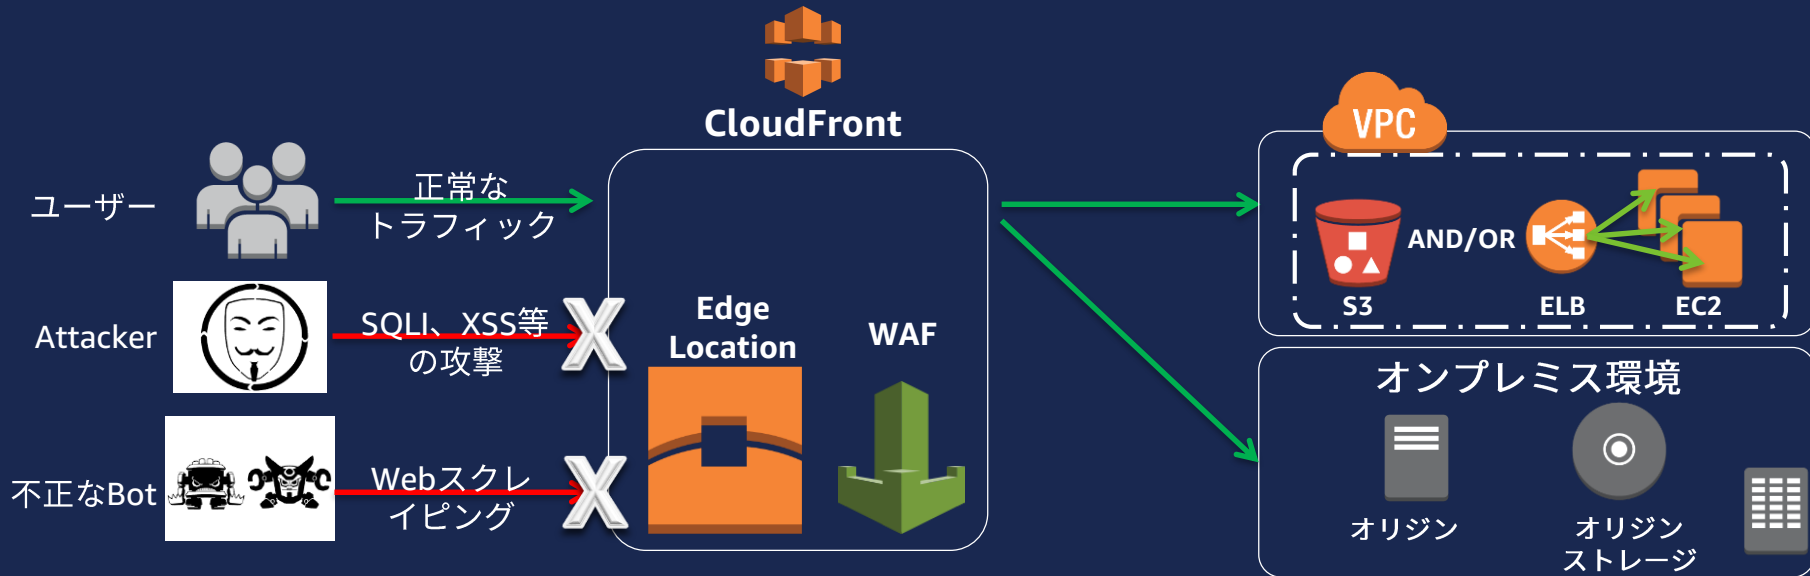 CloudFront
ユーザー
正常な
トラフィック
Attacker
SQLI、XSS等
の攻撃
不正なBot
Webスクレ
イピング
Edge
Location
WAF
VPC
S3
AND/OR
ELB
EC2
オンプレミス環境
オリジン
オリジン
ストレージ